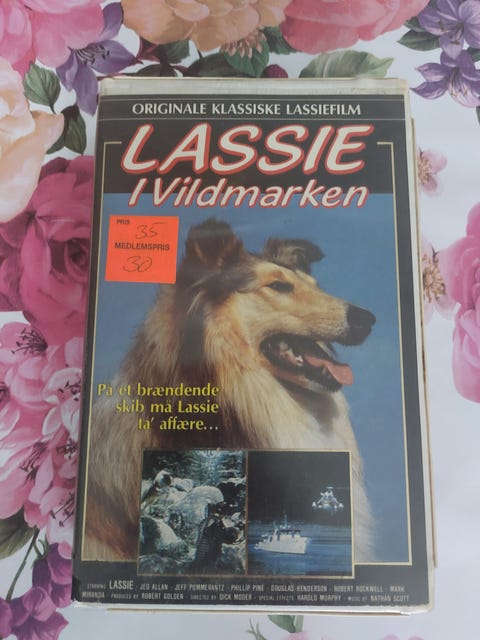 ORIGINALE KLASSISKE LASSIEFILM
LASSIE
I Vildmarken
PRIS 35
MEDLEMSPRIS
30
På et brændende
skib må Lassie
ta' affære...
STARRING LASSIE · JED ALLAN · JEFF POMMERANTZ · PHILLIP PINE · DOUGLAS HENDERSON · ROBERT ROCKWELL · MARK
MIRANDA · PRODUCED BY ROBERT GOLDEN · DIRECTED BY DICK MODER · SPECIAL EFFECTS HAROLD MURPHY · MUSIC BY NATHAN SCOTT